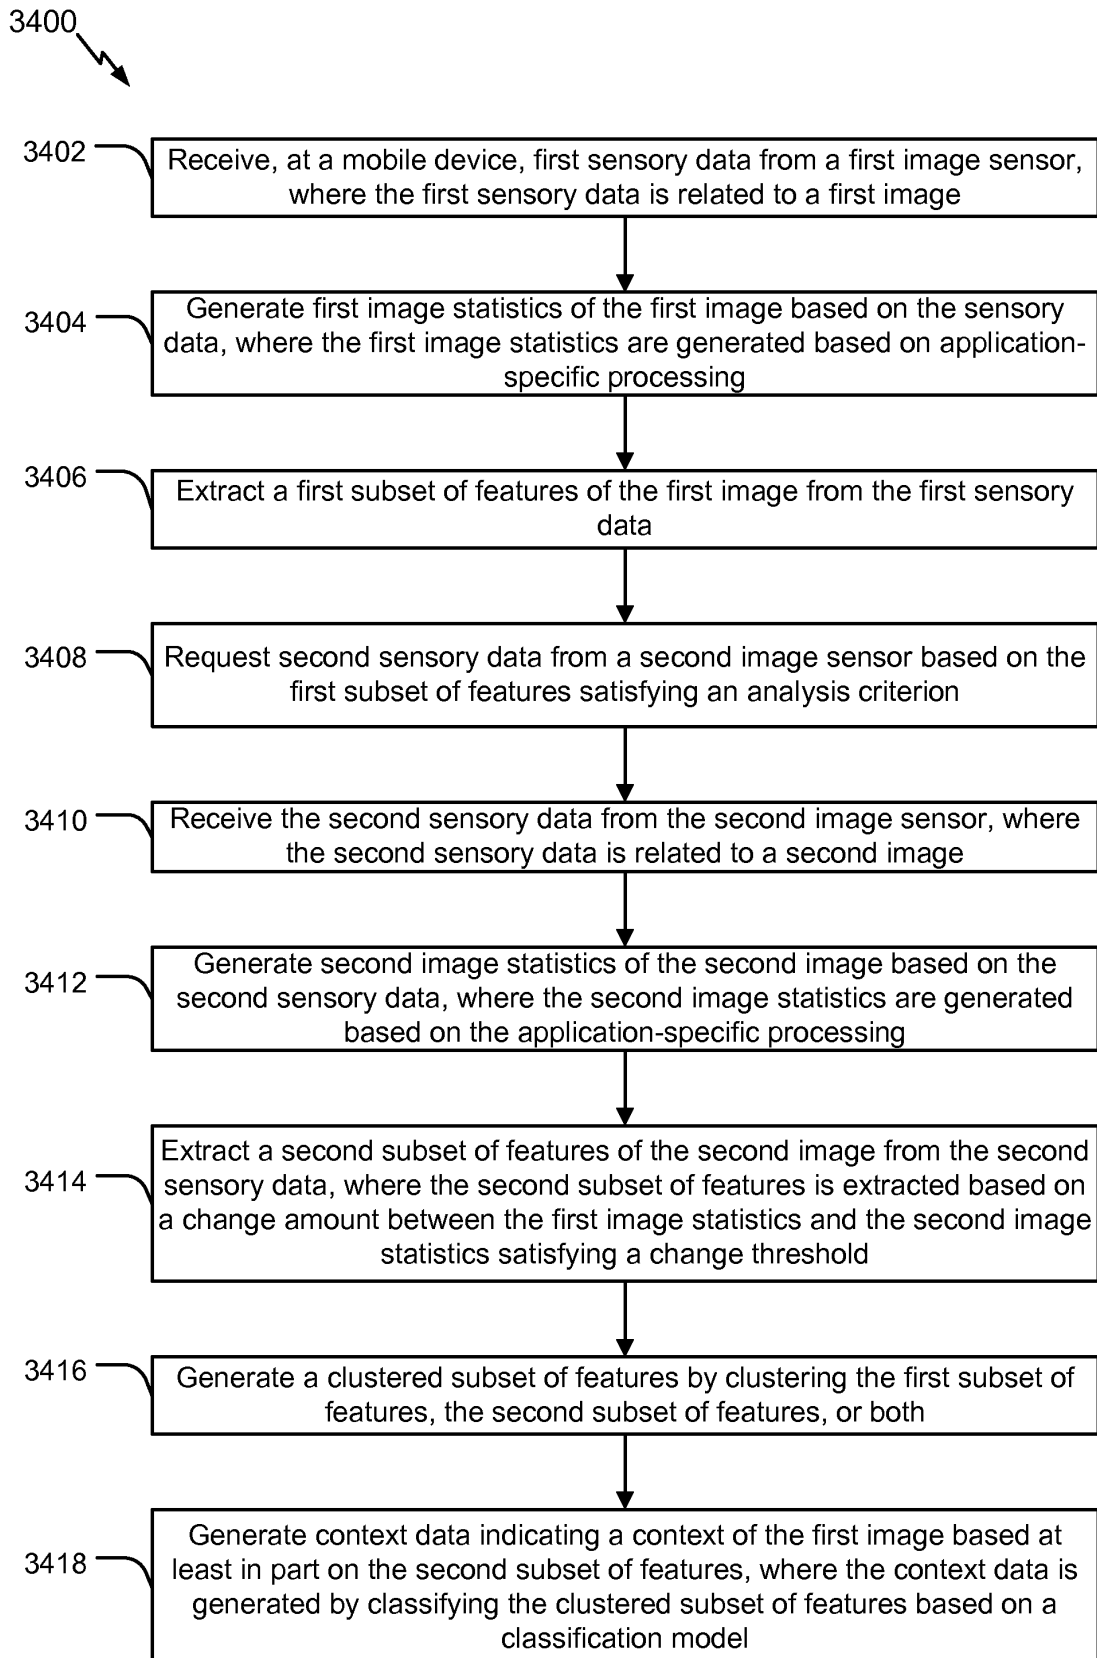 3400
3402
Receive, at a mobile device, first sensory data from a first image sensor,
where the first sensory data is related to a first image
3404
Generate first image statistics of the first image based on the sensory
data, where the first image statistics are generated based on application-
specific processing
3406
Extract a first subset of features of the first image from the first sensory
data
3408
Request second sensory data from a second image sensor based on the
first subset of features satisfying an analysis criterion
3410
Receive the second sensory data from the second image sensor, where
the second sensory data is related to a second image
3412
Generate second image statistics of the second image based on the
second sensory data, where the second image statistics are generated
based on the application-specific processing
3414
Extract a second subset of features of the second image from the second
sensory data, where the second subset of features is extracted based on
a change amount between the first image statistics and the second image
statistics satisfying a change threshold
3416
Generate a clustered subset of features by clustering the first subset of
features, the second subset of features, or both
3418
Generate context data indicating a context of the first image based at
least in part on the second subset of features, where the context data is
generated by classifying the clustered subset of features based on a
classification model